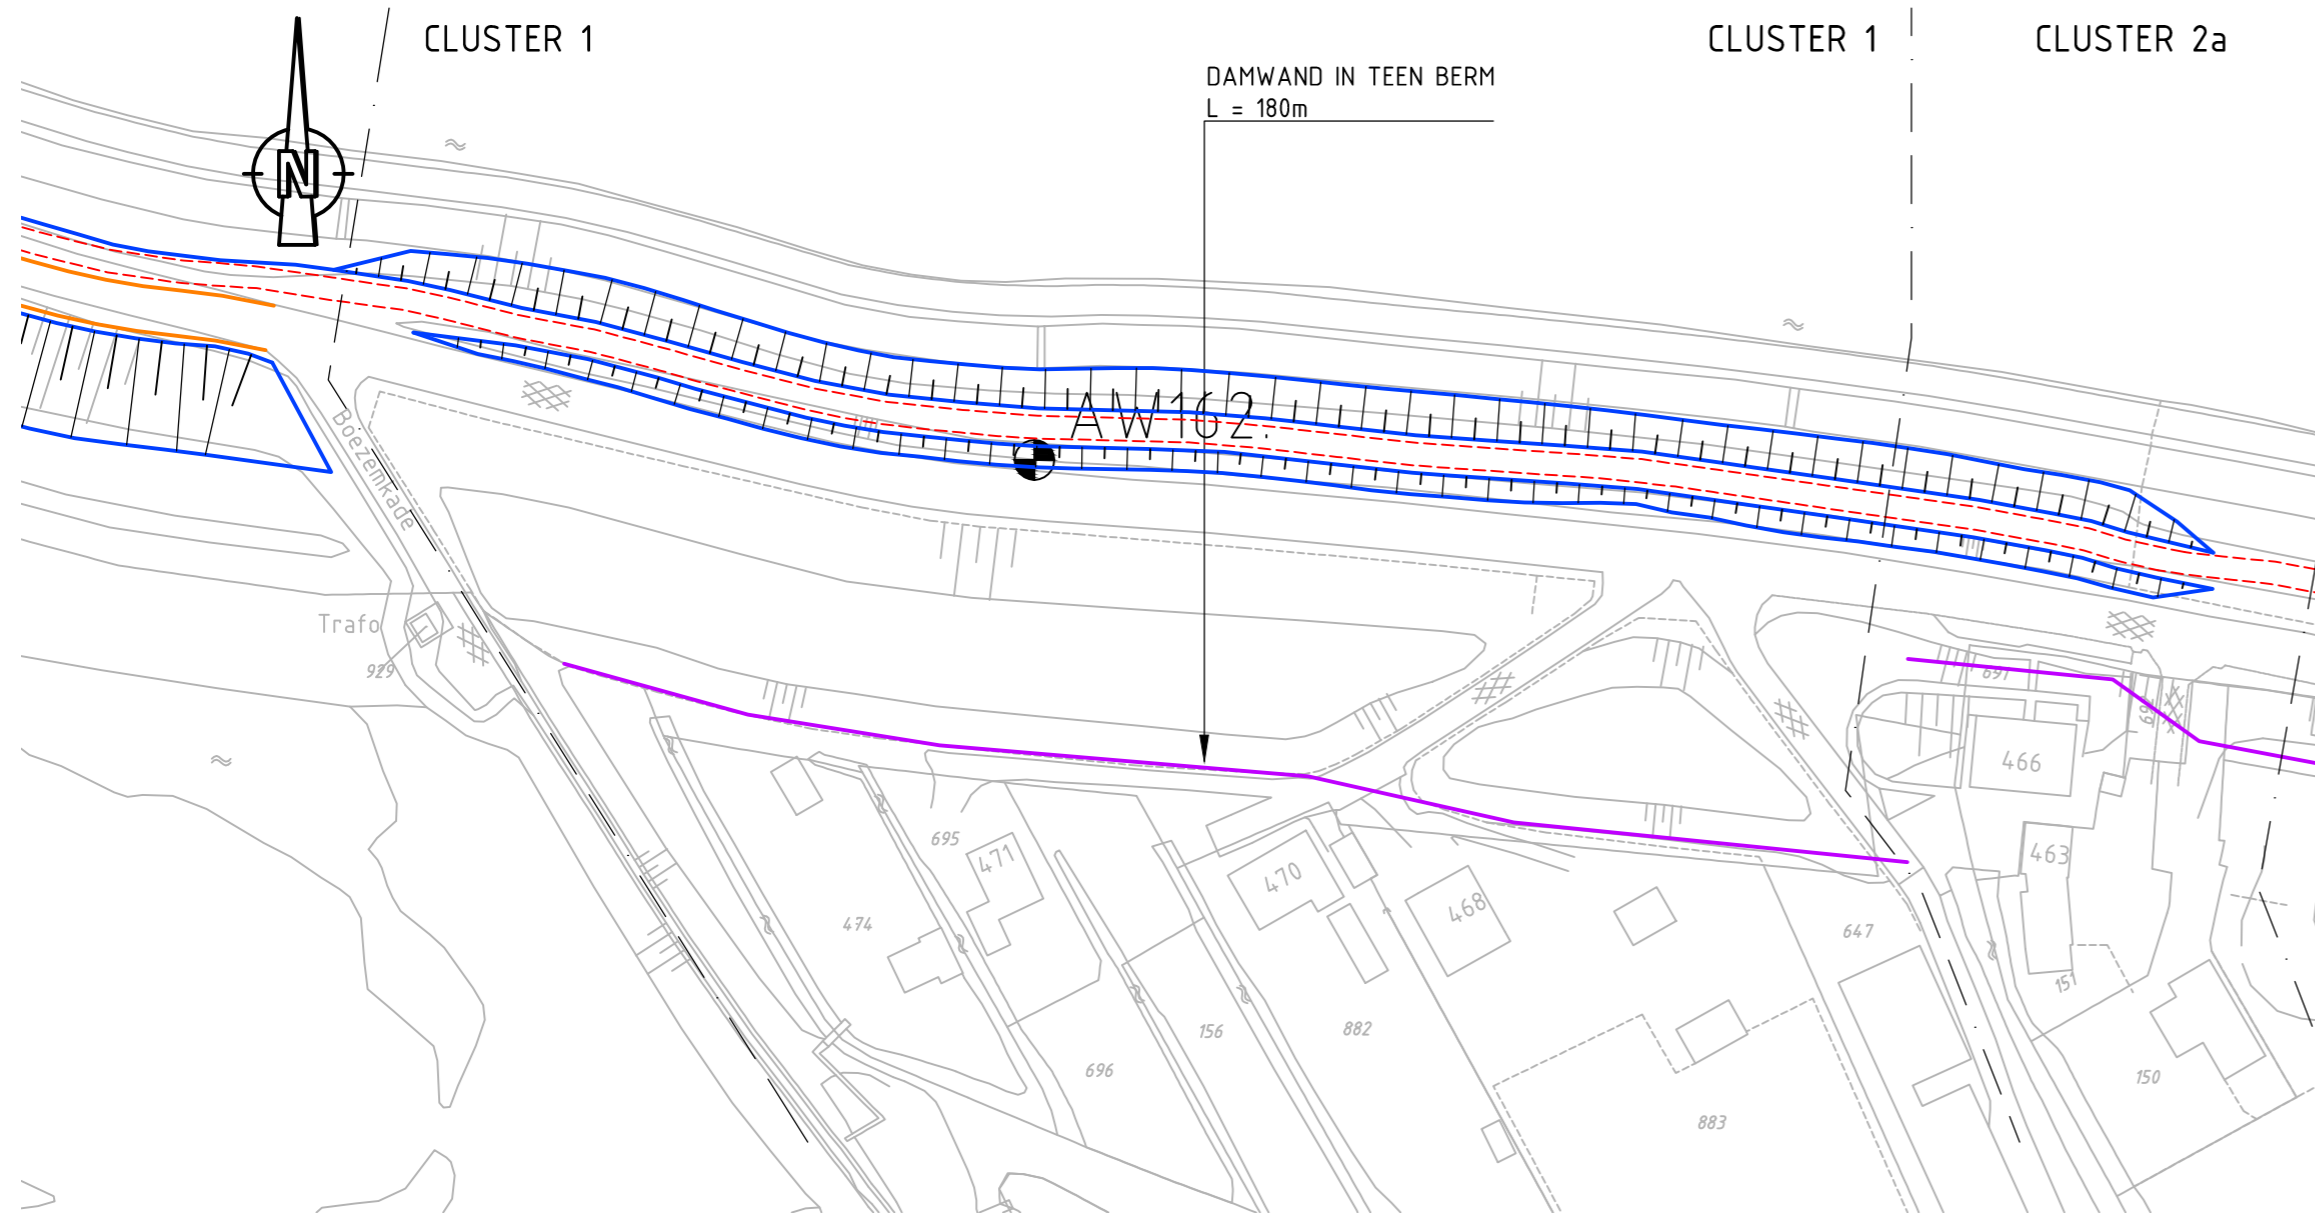 CLUSTER 1
CLUSTER 1
CLUSTER 2a
DAMWAND IN TEEN BERM
L = 180m
N
AW162.
Boezemkade
Trafo
929
697
466
463
695
471
470
468
474
647
151
156
882
696
150
883